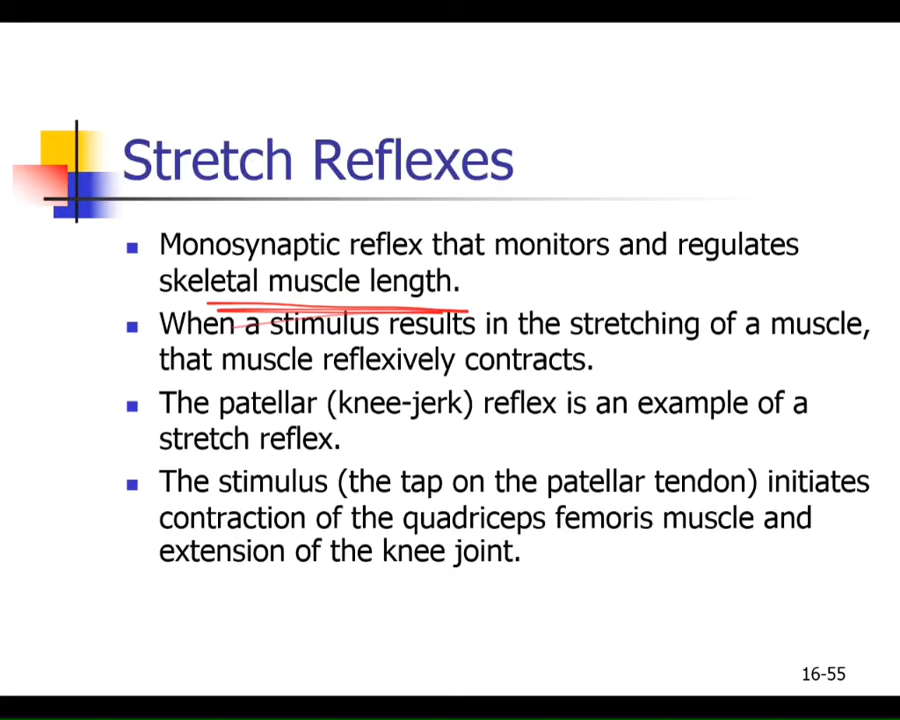 Stretch Reflexes
Monosynaptic reflex that monitors and regulates
skeletal muscle length.
When a stimulus results in the stretching of a muscle,
that muscle reflexively contracts.
The patellar (knee-jerk) reflex is an example of a
stretch reflex.
The stimulus (the tap on the patellar tendon) initiates
contraction of the quadriceps femoris muscle and
extension of the knee joint.
16-55